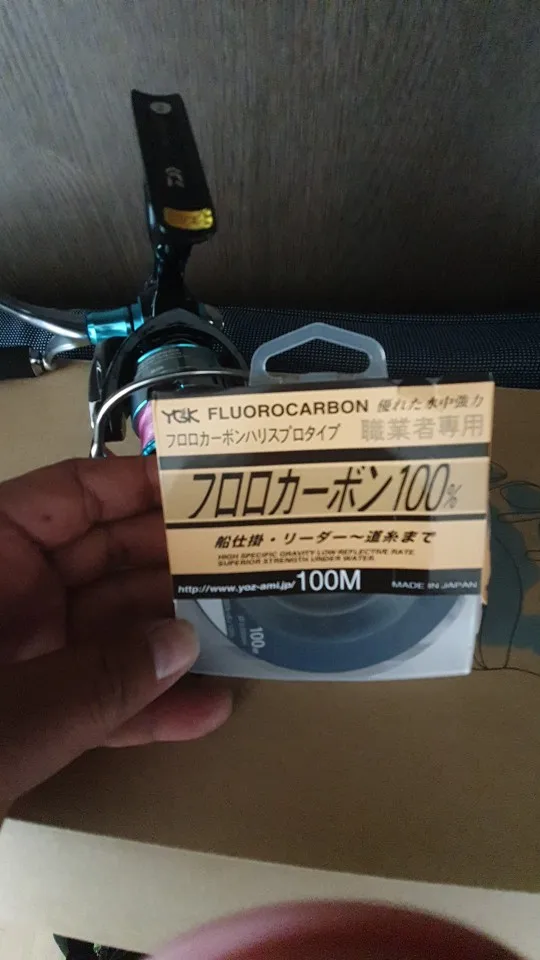 YGK FLUOROCARBON 優れた水中強力
フロロカーボンハリスプロタイプ 職業者専用
フロロカーボン100%
船仕掛・リーダー〜道糸まで
HIGH SPECIFIC GRAVITY LOW REFLECTIVE RATE
SUPERIOR STRENGTH UNDER WATER
http://www.yoz-ami.jp/ 100M MADE IN JAPAN
100m